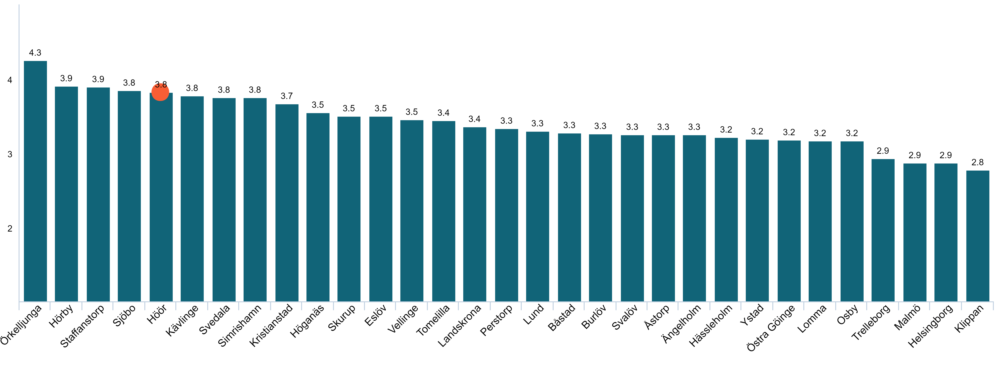 4.3
3.9
3.9
3.8
3.8
3.8
3.8
3.8
3.7
3.5
3.5
3.5
3.5
3.4
3.4
3.3
3.3
3.3
3.3
3.3
3.3
3.3
3.2
3.2
3.2
3.2
3.2
2.9
2.9
2.9
2.8
4
3
2
Örkelljunga
Hörby
Staffanstorp
Sjöbo
Höör
Kävlinge
Svedala
Simrishamn
Kristianstad
Höganäs
Skurup
Eslöv
Vellinge
Tomelilla
Landskrona
Perstorp
Lund
Båstad
Burlöv
Svalöv
Åstorp
Ängelholm
Hässleholm
Ystad
Östra Göinge
Lomma
Osby
Trelleborg
Malmö
Helsingborg
Klippan